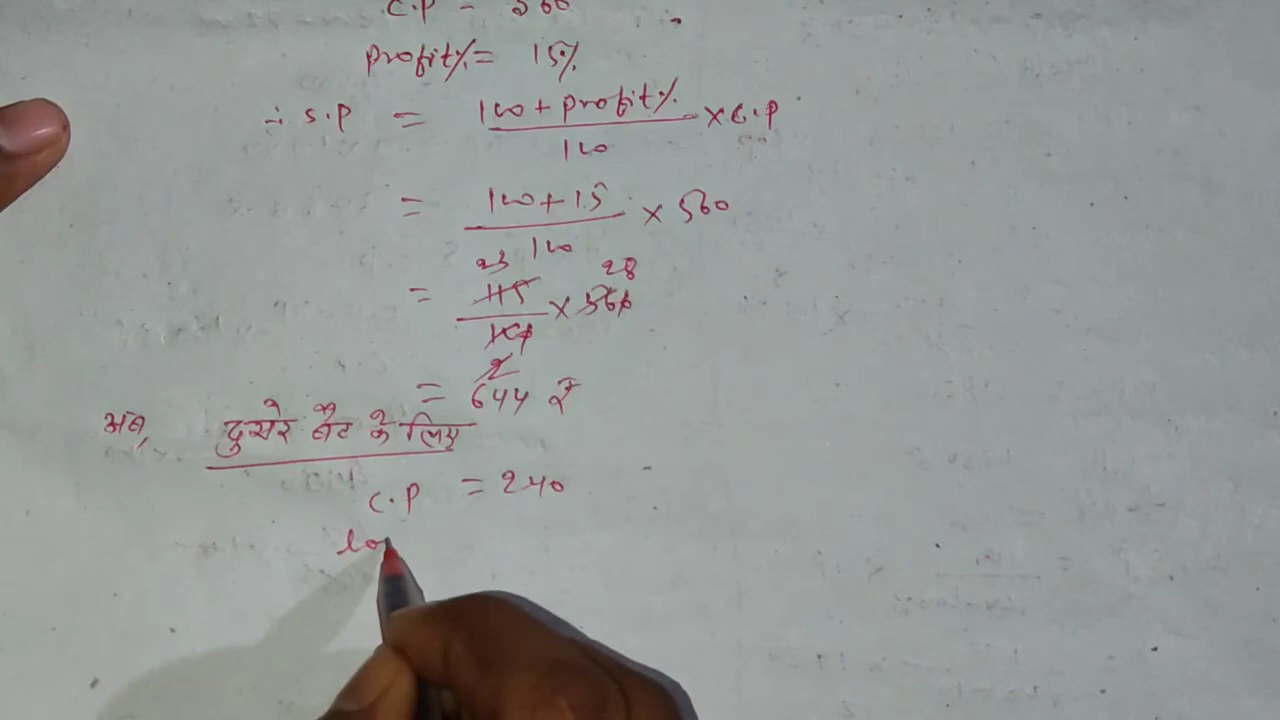 C.P = 560
profit% = 15%
∴ S.P = 100 + profit% / 100 × C.P
= 100 + 15 / 100 × 560
23 28
= 115 / 100 × 560
2
= 644 ₹
अब, दुसरे बैट के लिए
C.P = 240
lo